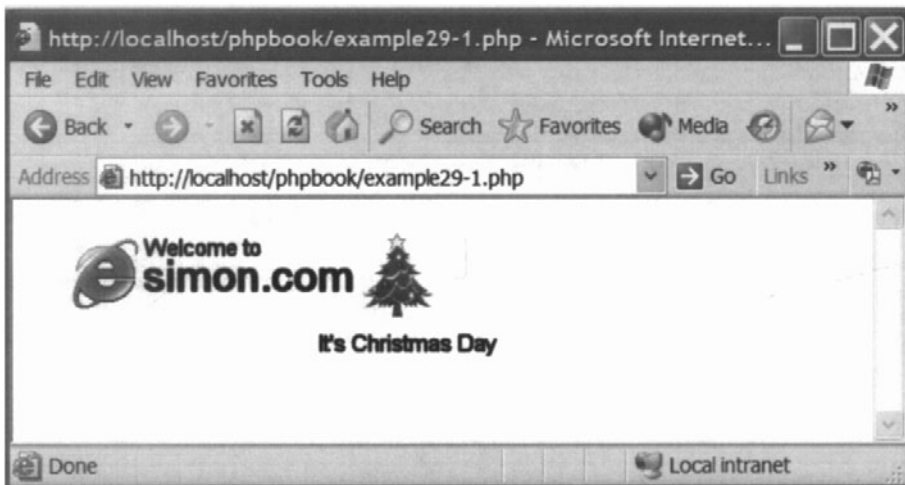 http://localhost/phpbook/example29-1.php - Microsoft Internet...
File Edit View Favorites Tools Help
Back Search Favorites Media
Address http://localhost/phpbook/example29-1.php Go Links
Welcome to
simon.com
It's Christmas Day
Done Local intranet